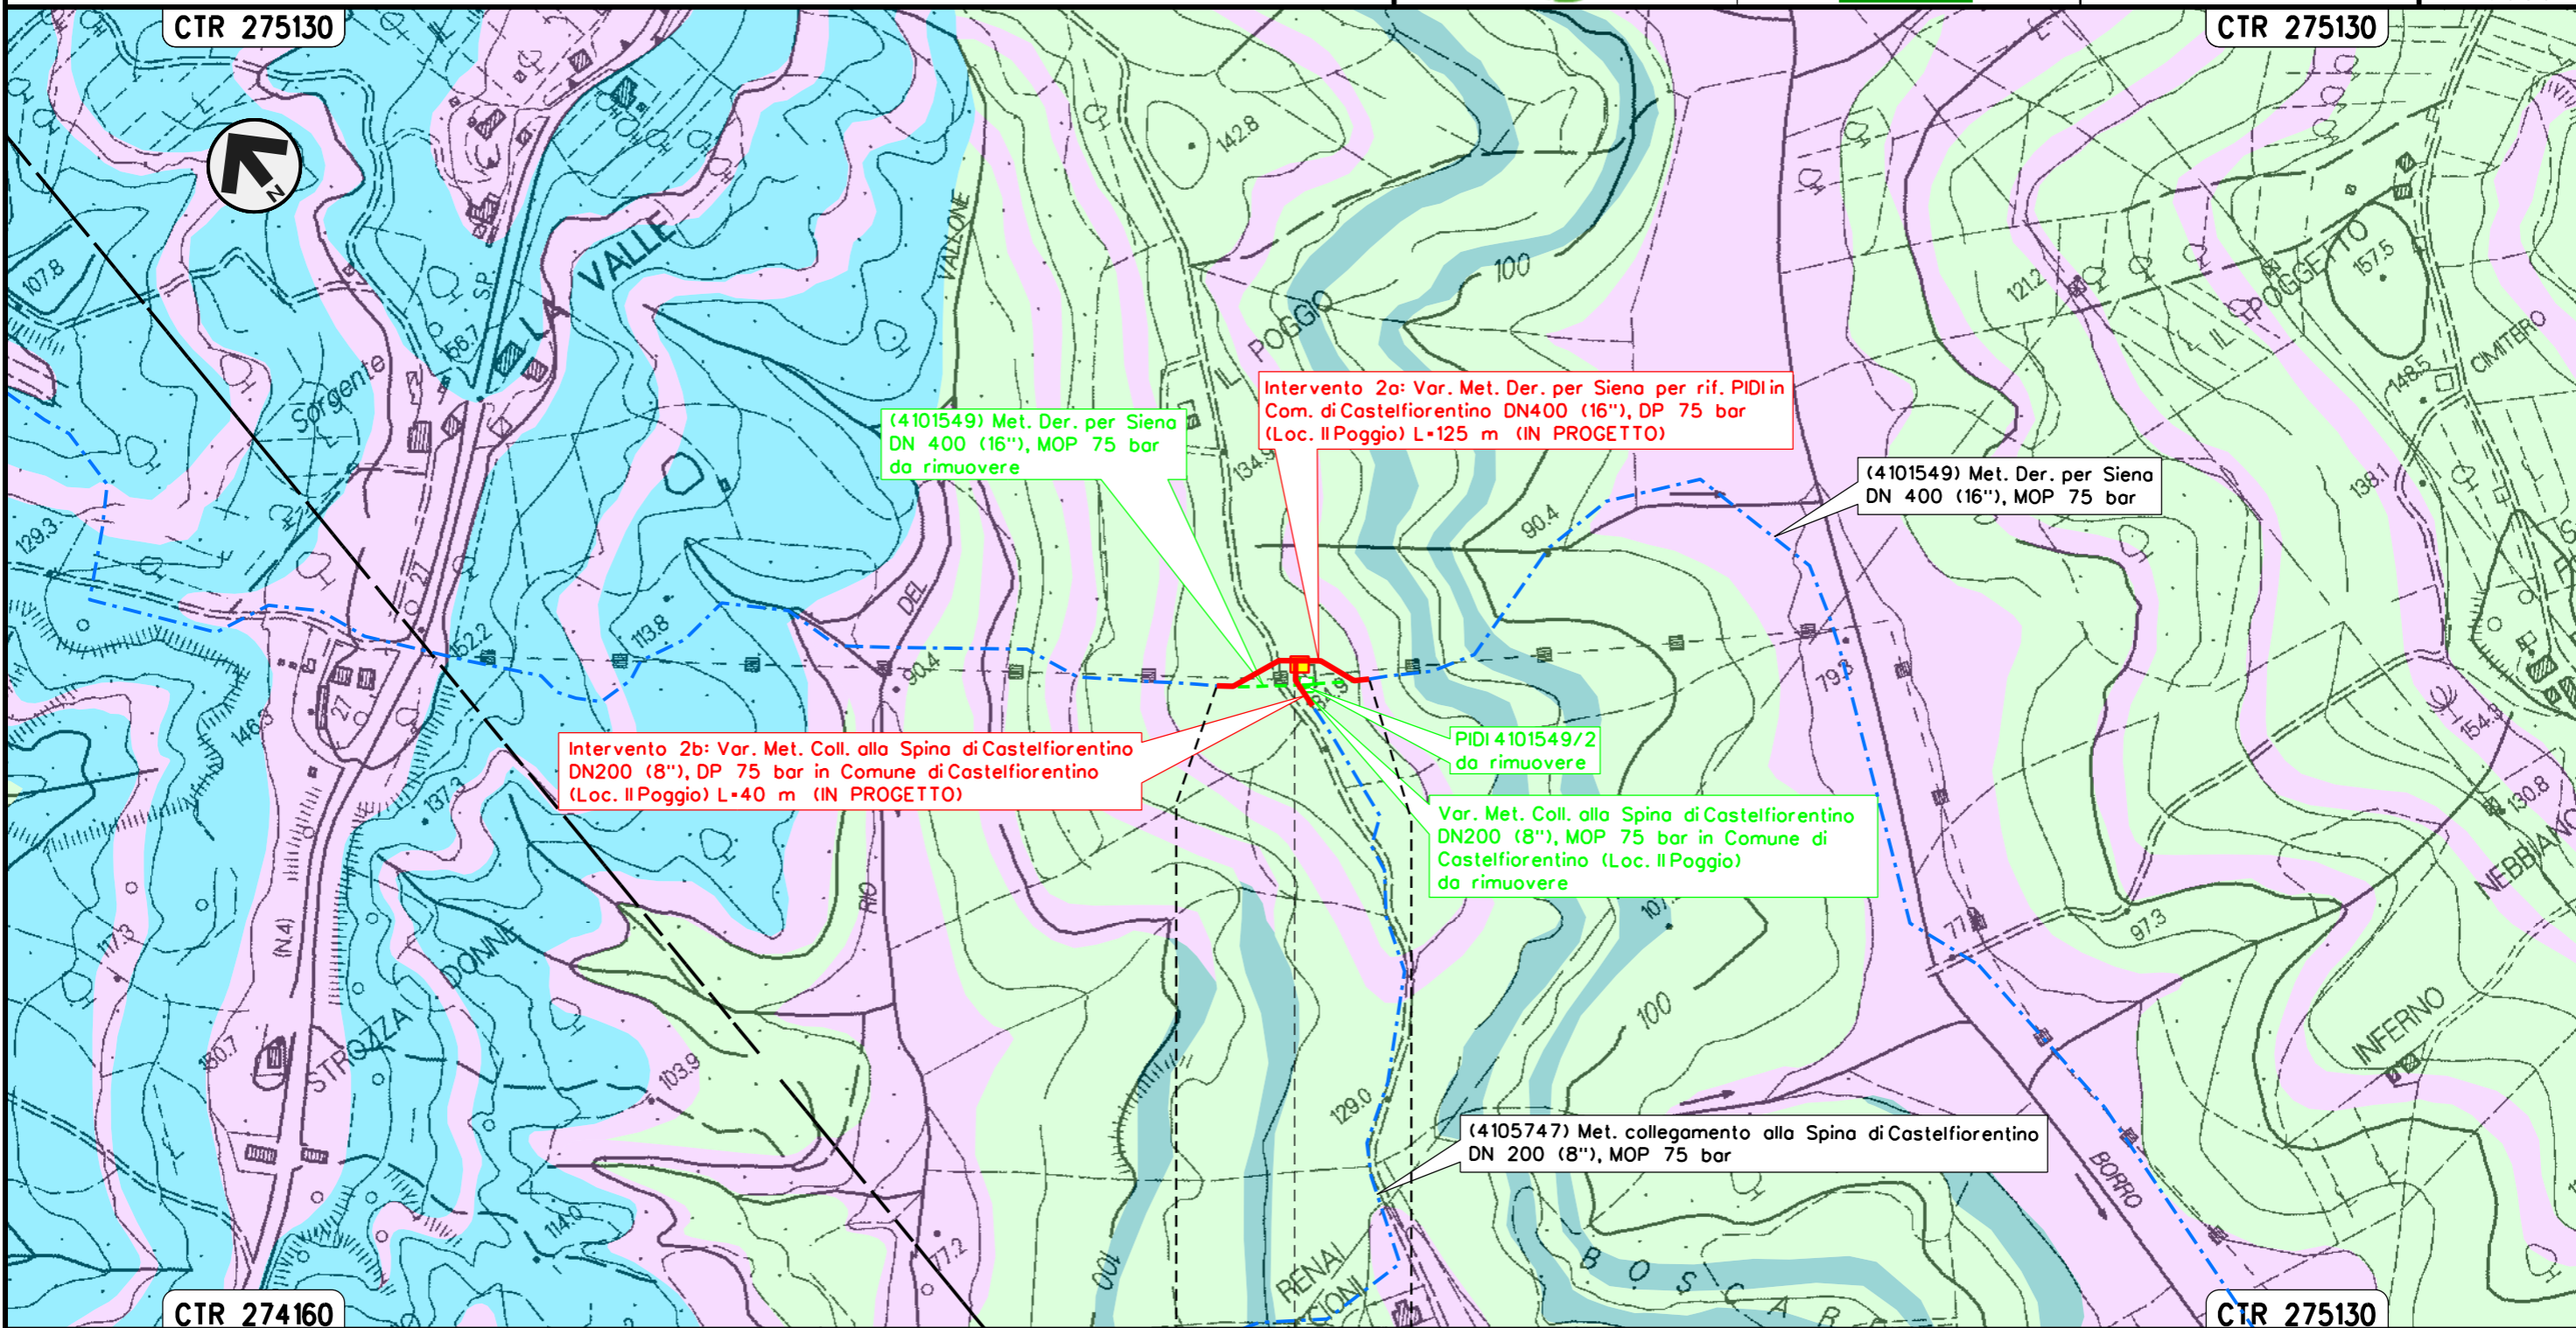 CTR 275130
CTR 275130
N
107.8
Sorgente
S.P.
158.7
LA VALLE
VALLONE
142.8
100
IL POGGIO
121.2
IL POGGETTO
157.5
148.5
CIMITERO
138.1
(4101549) Met. Der. per Siena
DN 400 (16"), MOP 75 bar
da rimuovere
Intervento 2a: Var. Met. Der. per Siena per rif. PIDI in
Com. di Castelfiorentino DN400 (16"), DP 75 bar
(Loc. Il Poggio) L=125 m (IN PROGETTO)
(4101549) Met. Der. per Siena
DN 400 (16"), MOP 75 bar
134.9
90.4
129.3
27
152.2
113.8
DEL
90.4
79.3
27
146.3
154.3
Intervento 2b: Var. Met. Coll. alla Spina di Castelfiorentino
DN200 (8"), DP 75 bar in Comune di Castelfiorentino
(Loc. Il Poggio) L=40 m (IN PROGETTO)
PIDI 4101549/2
da rimuovere
Var. Met. Coll. alla Spina di Castelfiorentino
DN200 (8"), MOP 75 bar in Comune di
Castelfiorentino (Loc. Il Poggio)
da rimuovere
137.3
130.8
NEBBIANO
RIO
117.3
(N.4)
STROZZA DONNE
97.3
100
INFERNO
150.7
103.9
129.0
(4105747) Met. collegamento alla Spina di Castelfiorentino
DN 200 (8"), MOP 75 bar
BORRO
114.0
77.2
100
RENAI
CIONI
BOSCAR
CTR 274160
CTR 275130